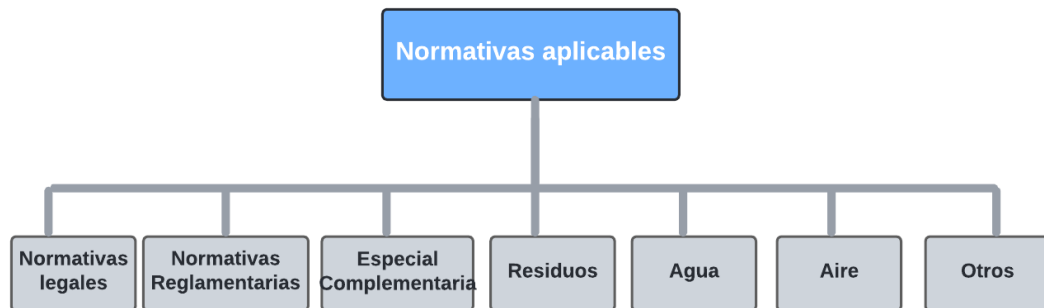 Normativas aplicables
Normativas
legales
Normativas
Reglamentarias
Especial
Complementaria
Residuos
Agua
Aire
Otros